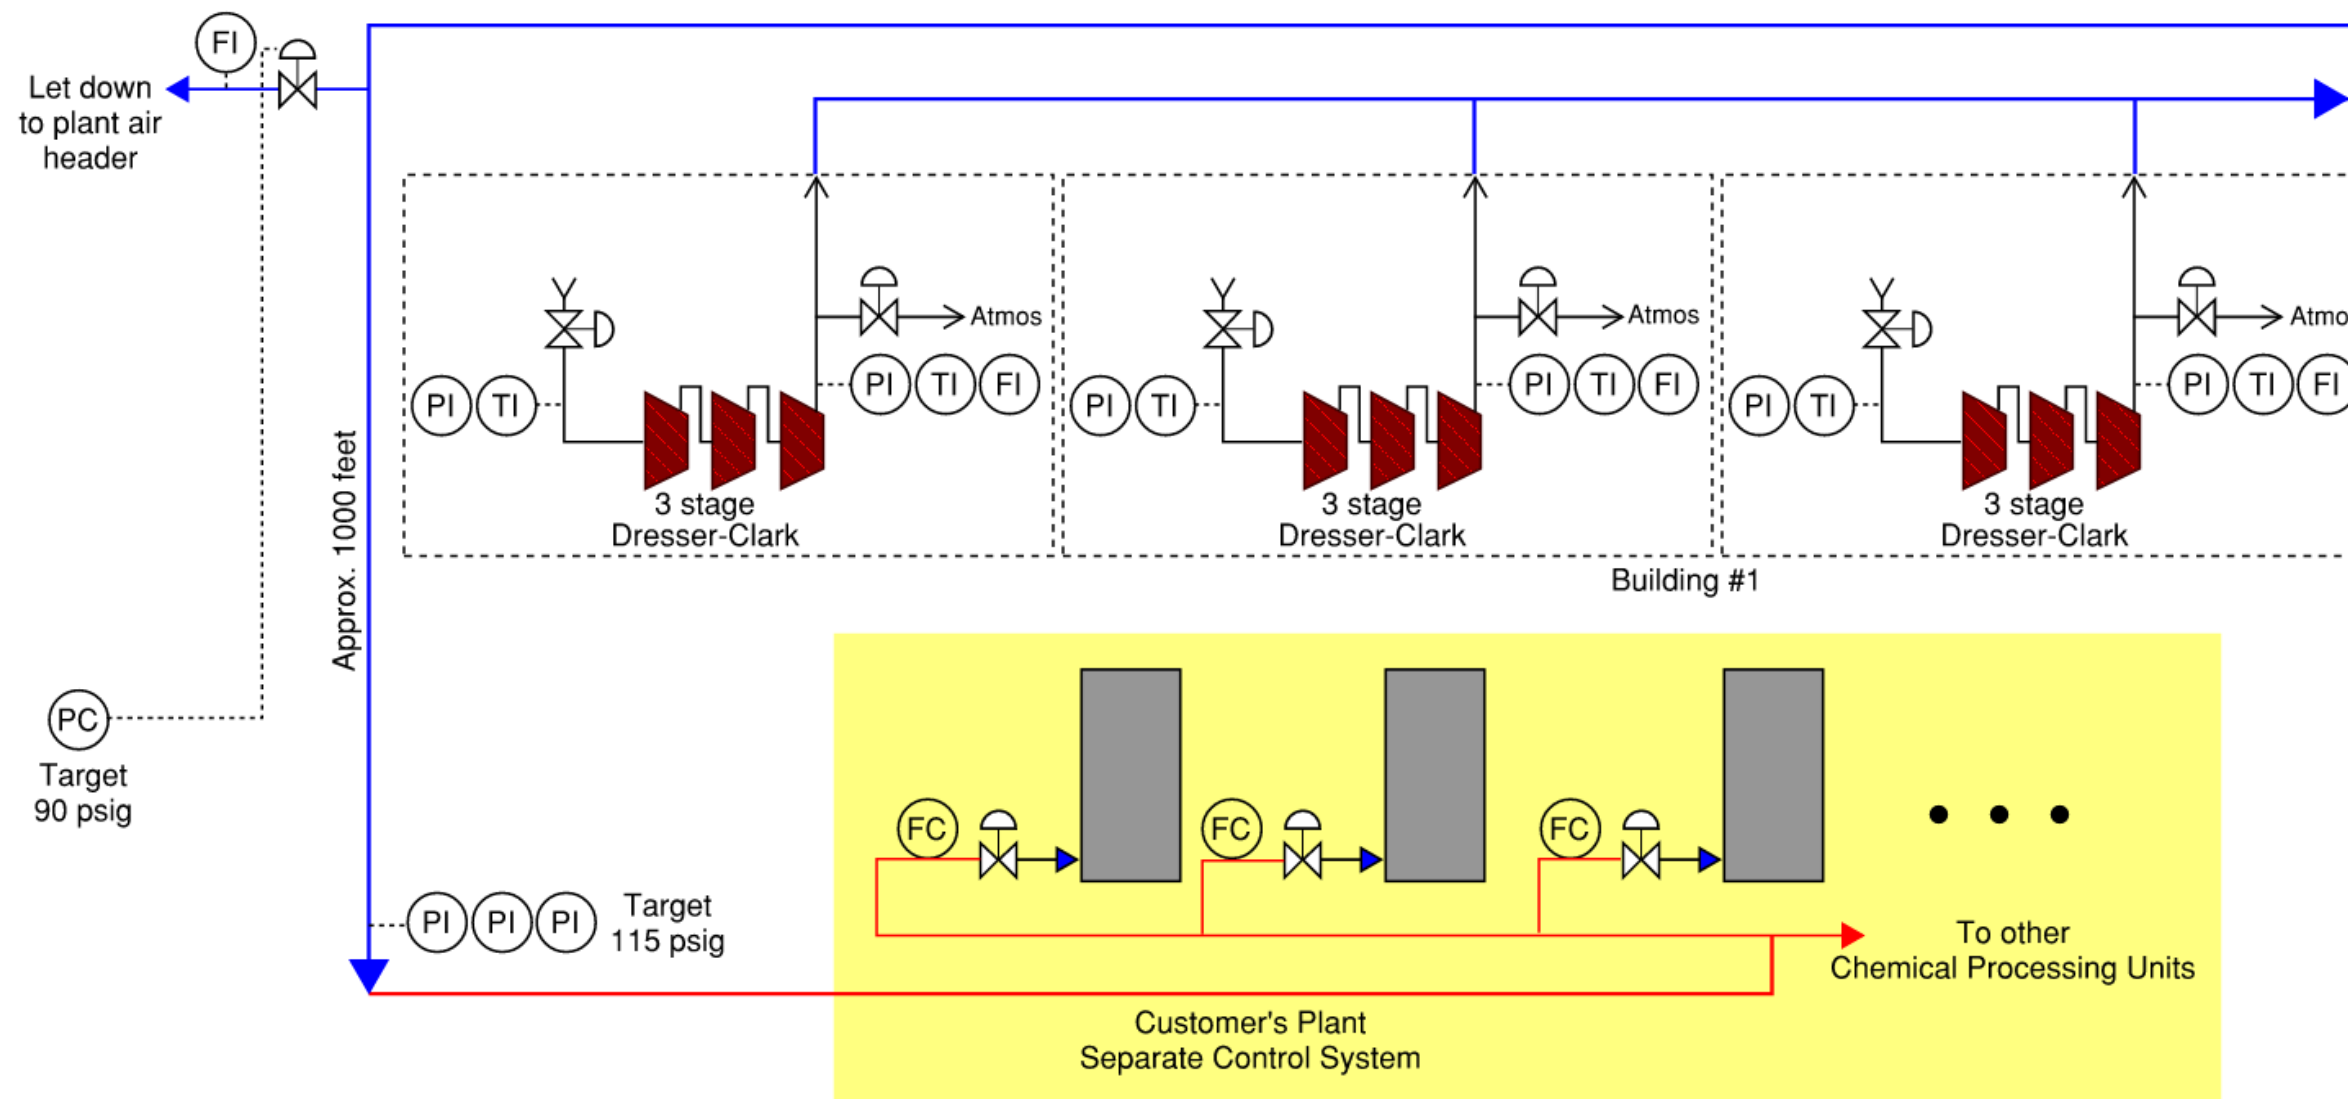 FI
Let down
to plant air
header
Atmos
Atmos
Atmo
PI TI
PI TI FI
PI TI
PI TI FI
PI TI
PI TI FI
3 stage
Dresser-Clark
3 stage
Dresser-Clark
3 stage
Dresser-Clark
Building #1
Approx. 1000 feet
PC
Target
90 psig
FC
FC
FC
PI PI PI
Target
115 psig
To other
Chemical Processing Units
Customer's Plant
Separate Control System